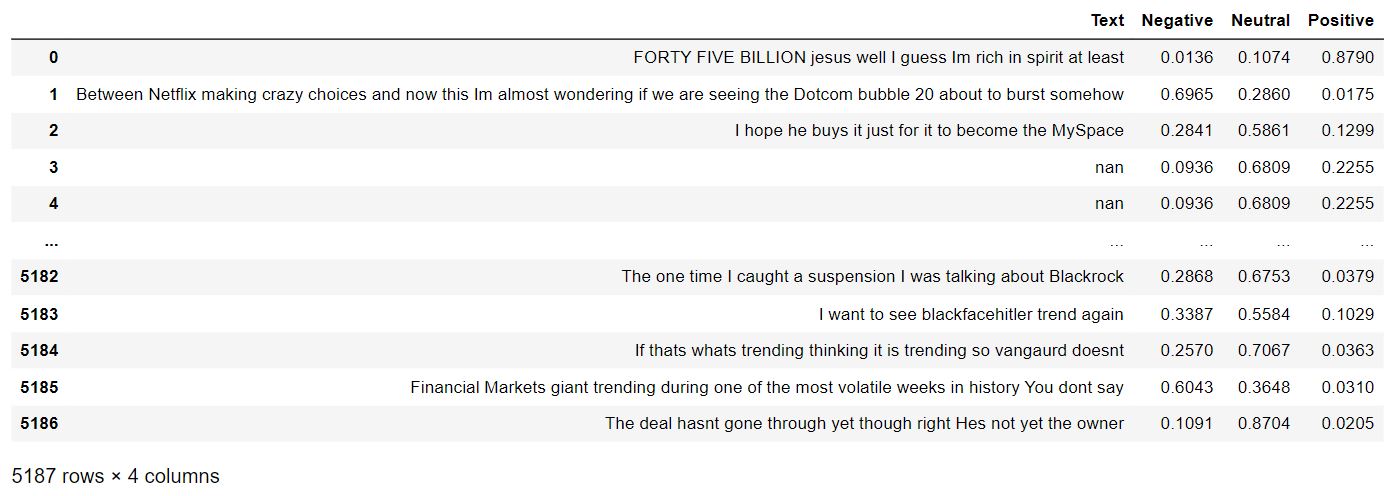 Text Negative Neutral Positive
0 FORTY FIVE BILLION jesus well I guess Im rich in spirit at least 0.0136 0.1074 0.8790
1 Between Netflix making crazy choices and now this Im almost wondering if we are seeing the Dotcom bubble 20 about to burst somehow 0.6965 0.2860 0.0175
2 I hope he buys it just for it to become the MySpace 0.2841 0.5861 0.1299
3 nan 0.0936 0.6809 0.2255
4 nan 0.0936 0.6809 0.2255
... ... ... ... ...
5182 The one time I caught a suspension I was talking about Blackrock 0.2868 0.6753 0.0379
5183 I want to see blackfacehitler trend again 0.3387 0.5584 0.1029
5184 If thats whats trending thinking it is trending so vangaurd doesnt 0.2570 0.7067 0.0363
5185 Financial Markets giant trending during one of the most volatile weeks in history You dont say 0.6043 0.3648 0.0310
5186 The deal hasnt gone through yet though right Hes not yet the owner 0.1091 0.8704 0.0205
5187 rows × 4 columns